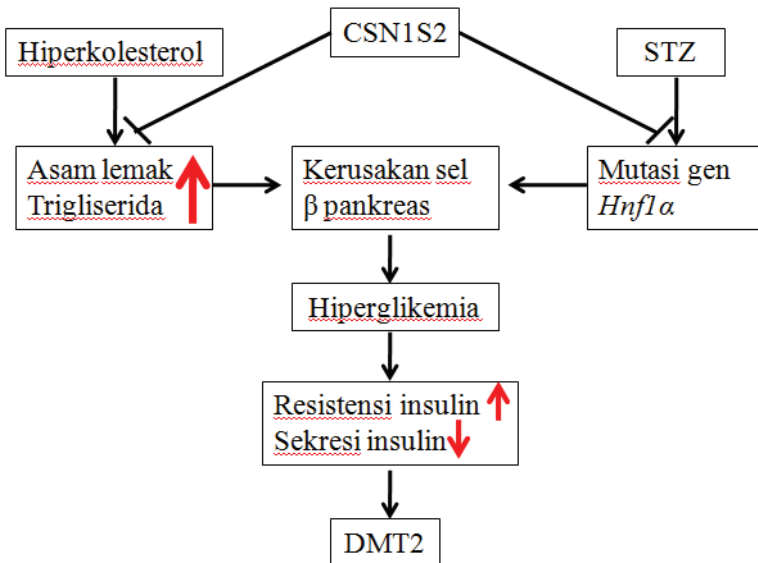 CSN1S2
Hiperkolesterol
STZ
Asam lemak
Trigliserida
Kerusakan sel
β pankreas
Mutasi gen
Hnf1α
Hiperglikemia
Resistensi insulin
Sekresi insulin
DMT2